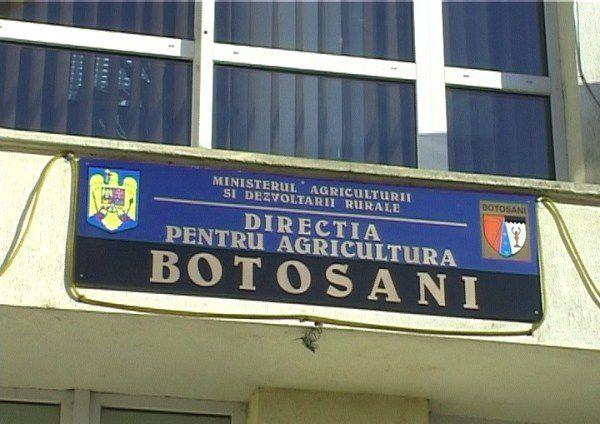 MINISTERUL AGRICULTURII
SI DEZVOLTARII RURALE
DIRECTIA
PENTRU AGRICULTURA
BOTOSANI
BOTOSANI